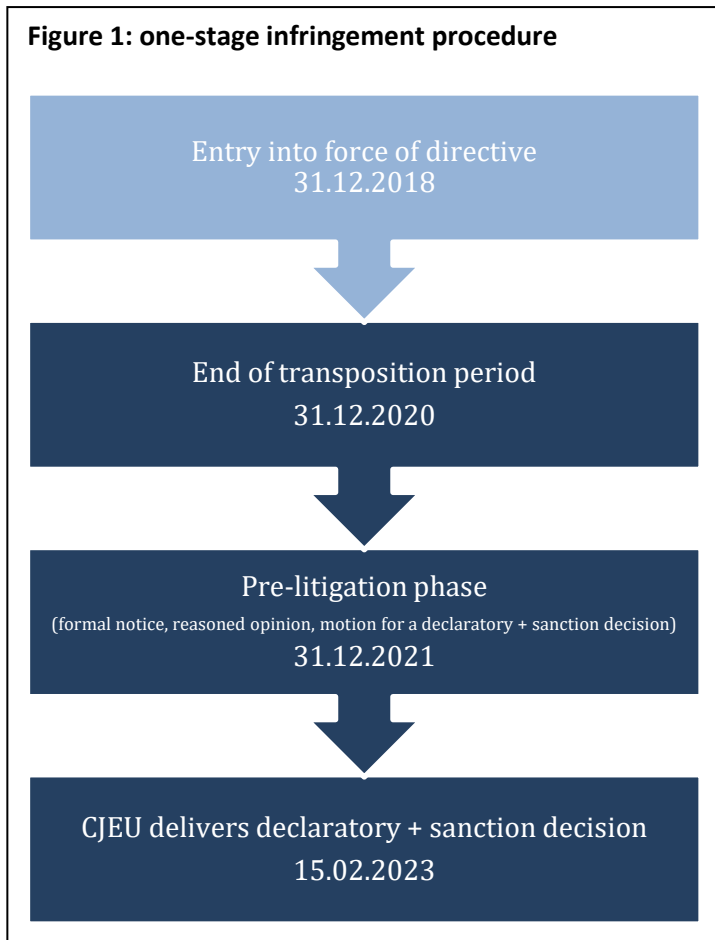 Figure 1: one-stage infringement procedure
Entry into force of directive
31.12.2018
End of transposition period
31.12.2020
Pre-litigation phase
(formal notice, reasoned opinion, motion for a declaratory + sanction decision)
31.12.2021
CJEU delivers declaratory + sanction decision
15.02.2023